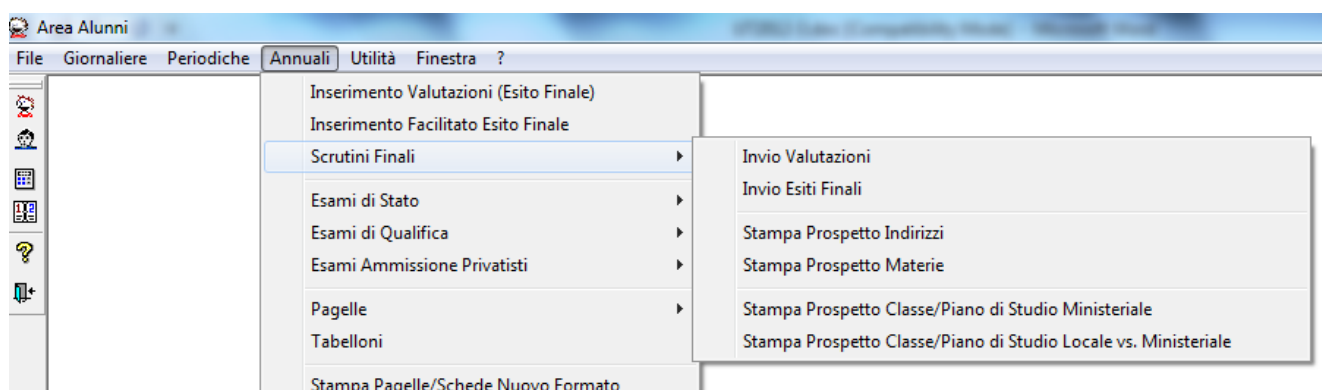 Area Alunni
File Giornaliere Periodiche Annuali Utilità Finestra ?
Inserimento Valutazioni (Esito Finale)
Inserimento Facilitato Esito Finale
Scrutini Finali
Esami di Stato
Esami di Qualifica
Esami Ammissione Privatisti
Pagelle
Tabelloni
Stampa Pagelle/Schede Nuovo Formato
Invio Valutazioni
Invio Esiti Finali
Stampa Prospetto Indirizzi
Stampa Prospetto Materie
Stampa Prospetto Classe/Piano di Studio Ministeriale
Stampa Prospetto Classe/Piano di Studio Locale vs. Ministeriale